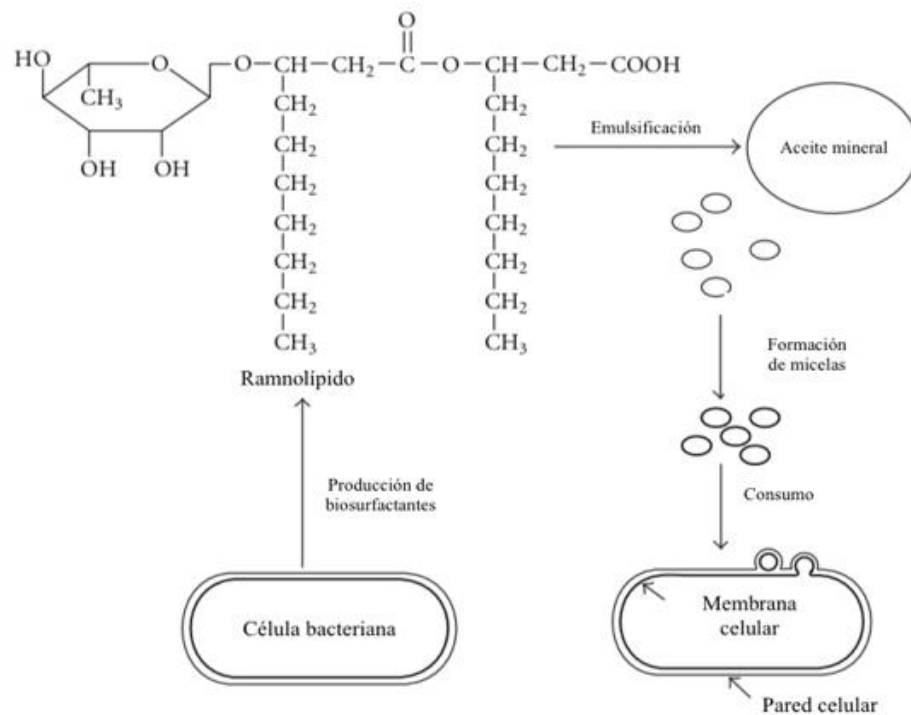 O
HO
O
O—CH—CH₂—C—O—CH—CH₂—COOH
CH₃
OH
OH
CH₂ CH₂
CH₂ CH₂
CH₂ CH₂
CH₂ CH₂
CH₂ CH₂
CH₂ CH₂
CH₃ CH₃
Ramnolípido
Emulsificación
Aceite mineral
Formación
de micelas
Consumo
Producción de
biosurfactantes
Célula bacteriana
Membrana
celular
Pared celular